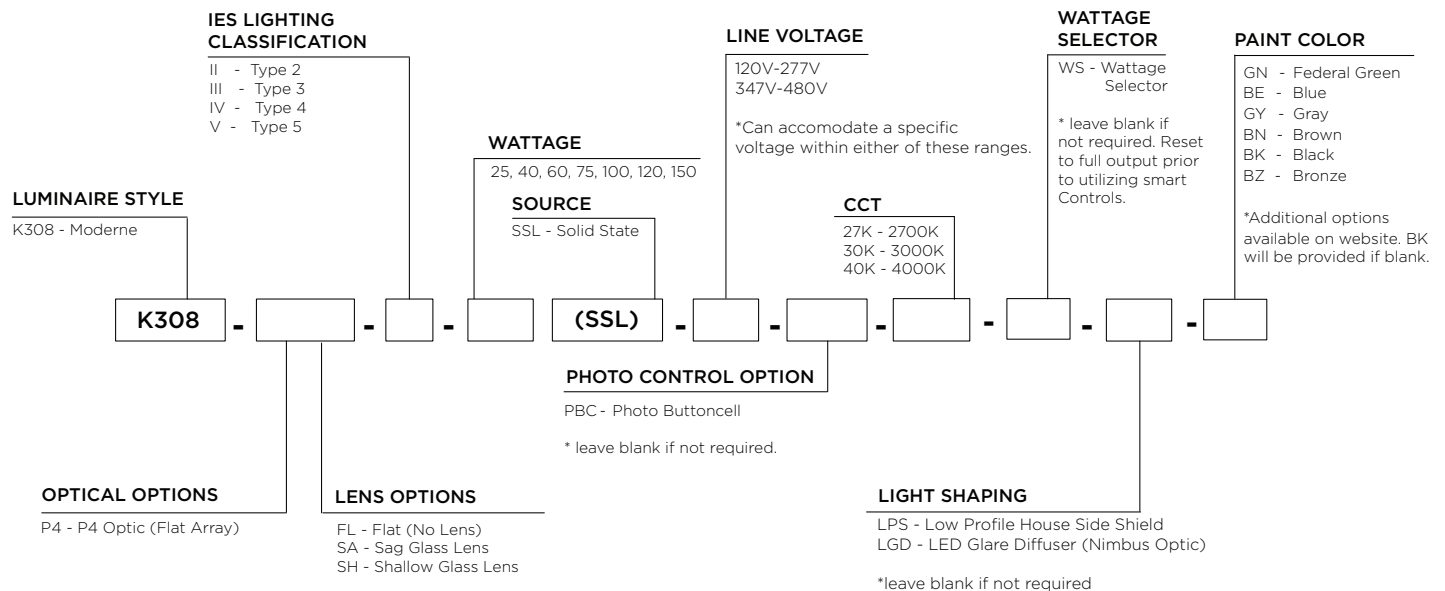 IES LIGHTING
CLASSIFICATION
II - Type 2
III - Type 3
IV - Type 4
V - Type 5
LINE VOLTAGE
120V-277V
347V-480V
*Can accomodate a specific
voltage within either of these ranges.
WATTAGE
SELECTOR
WS - Wattage
Selector
* leave blank if
not required. Reset
to full output prior
to utilizing smart
Controls.
PAINT COLOR
GN - Federal Green
BE - Blue
GY - Gray
BN - Brown
BK - Black
BZ - Bronze
*Additional options
available on website. BK
will be provided if blank.
WATTAGE
25, 40, 60, 75, 100, 120, 150
LUMINAIRE STYLE
K308 - Moderne
SOURCE
SSL - Solid State
CCT
27K - 2700K
30K - 3000K
40K - 4000K
K308 - - - (SSL) - - - - - -
PHOTO CONTROL OPTION
PBC - Photo Buttoncell
* leave blank if not required.
OPTICAL OPTIONS
P4 - P4 Optic (Flat Array)
LENS OPTIONS
FL - Flat (No Lens)
SA - Sag Glass Lens
SH - Shallow Glass Lens
LIGHT SHAPING
LPS - Low Profile House Side Shield
LGD - LED Glare Diffuser (Nimbus Optic)
*leave blank if not required